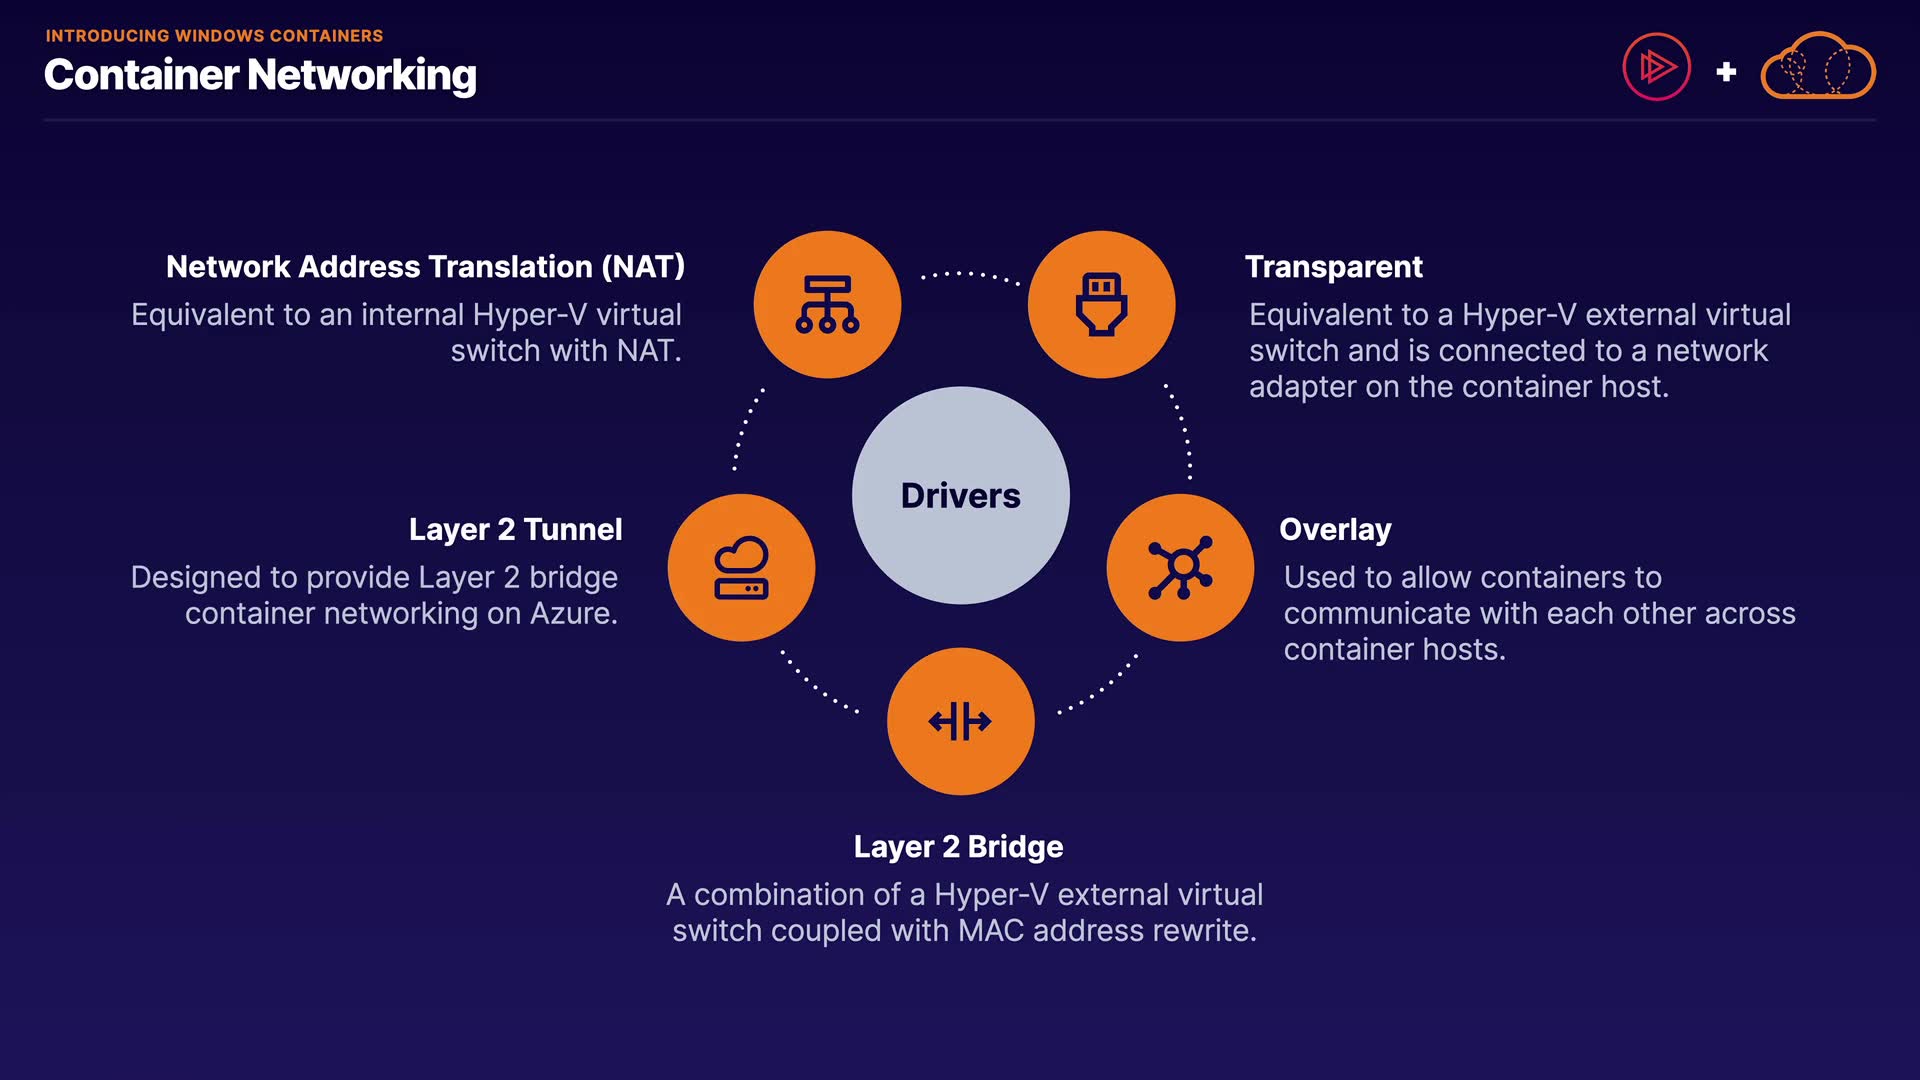 INTRODUCING WINDOWS CONTAINERS
Container Networking
Network Address Translation (NAT)
Equivalent to an internal Hyper-V virtual
switch with NAT.
Transparent
Equivalent to a Hyper-V external virtual
switch and is connected to a network
adapter on the container host.
Drivers
Layer 2 Tunnel
Designed to provide Layer 2 bridge
container networking on Azure.
Overlay
Used to allow containers to
communicate with each other across
container hosts.
Layer 2 Bridge
A combination of a Hyper-V external virtual
switch coupled with MAC address rewrite.